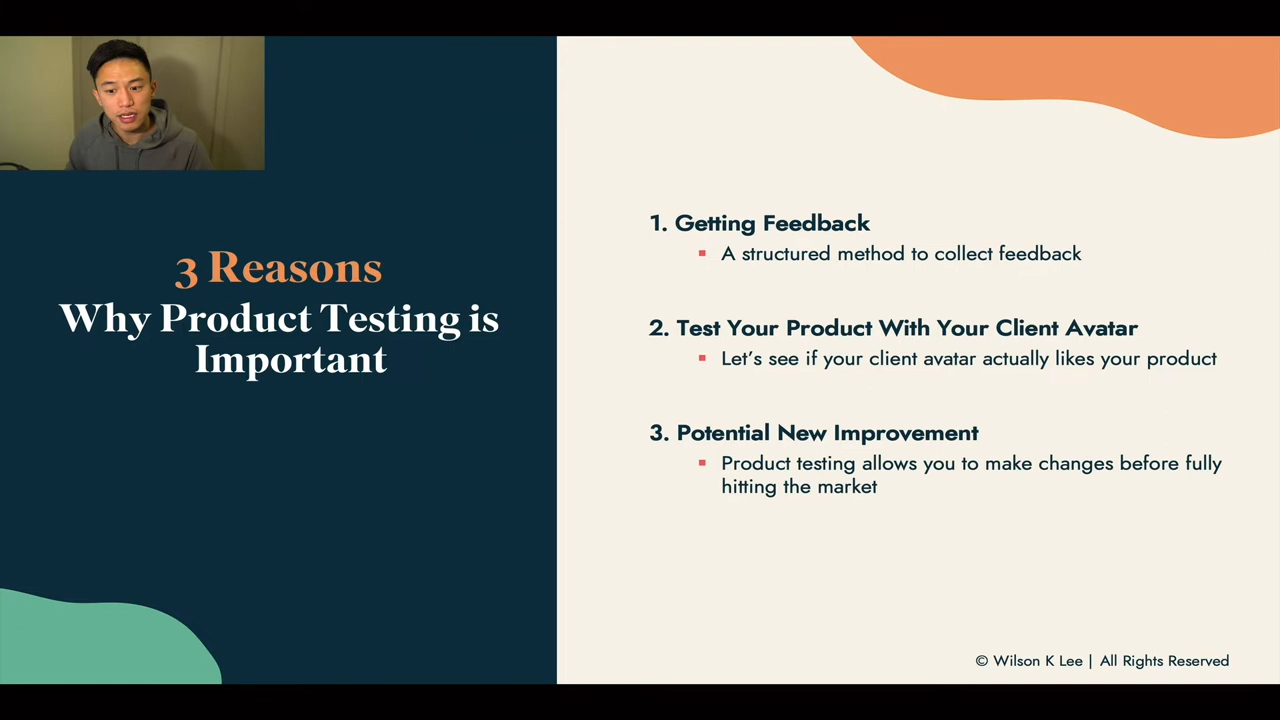 3 Reasons
Why Product Testing is
Important
1. Getting Feedback
A structured method to collect feedback
2. Test Your Product With Your Client Avatar
Let's see if your client avatar actually likes your product
3. Potential New Improvement
Product testing allows you to make changes before fully
hitting the market
© Wilson K Lee | All Rights Reserved